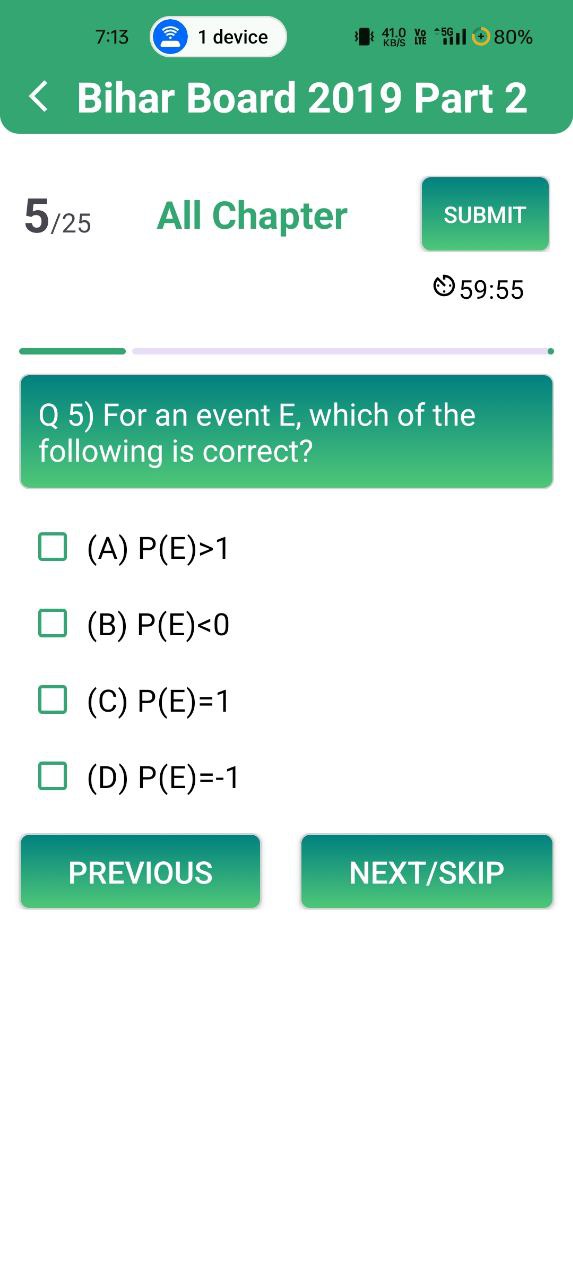 7:13 1 device 41.0 KB/S Vo LTE 5G 80%
Bihar Board 2019 Part 2
5/25 All Chapter SUBMIT
59:55
Q 5) For an event E, which of the
following is correct?
(A) P(E)>1
(B) P(E)<0
(C) P(E)=1
(D) P(E)=-1
PREVIOUS NEXT/SKIP